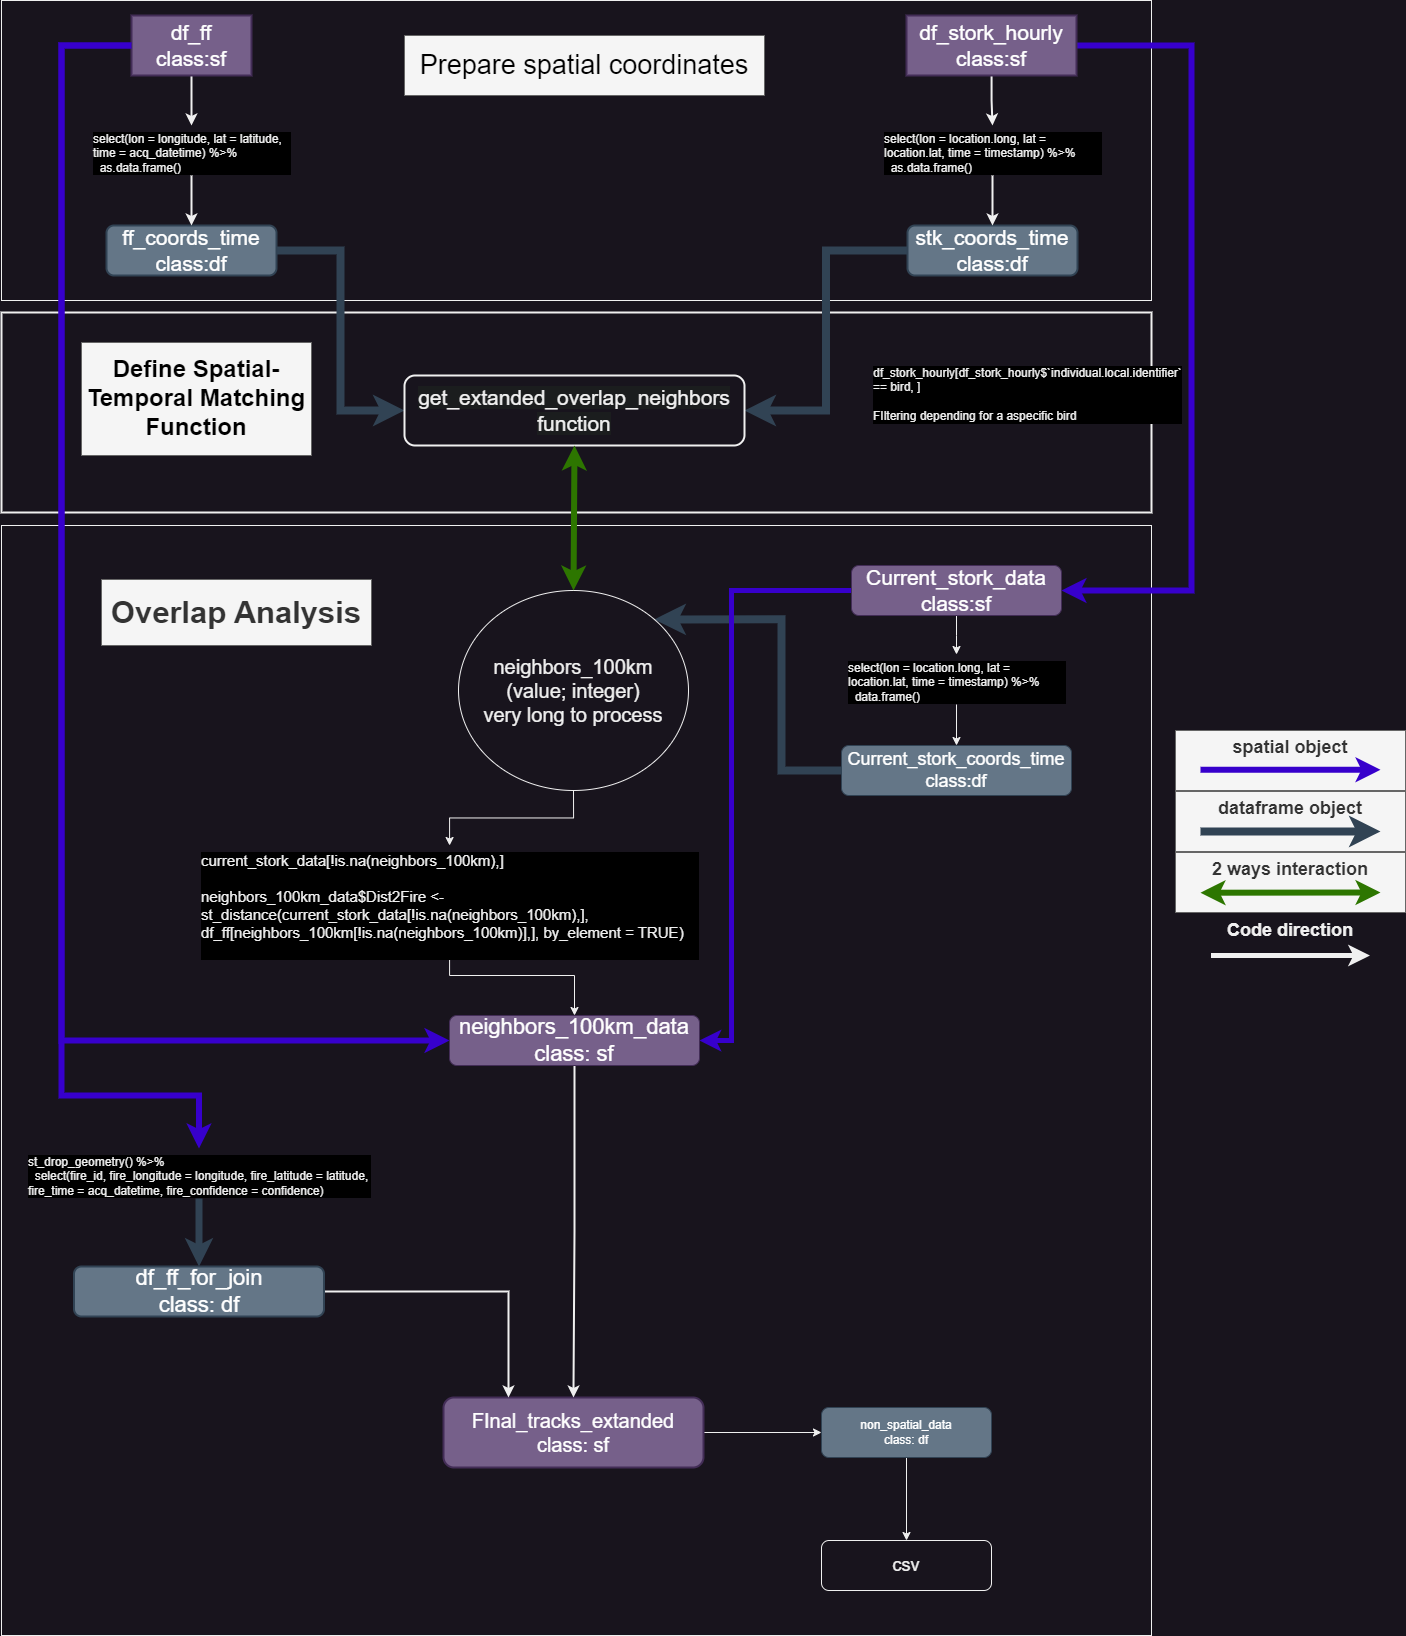 df_ff
class:sf
Prepare spatial coordinates
df_stork_hourly
class:sf
select(lon = longitude, lat = latitude,
time = acq_datetime) %>%
as.data.frame()
select(lon = location.long, lat =
location.lat, time = timestamp) %>%
as.data.frame()
ff_coords_time
class:df
stk_coords_time
class:df
Define Spatial-
Temporal Matching
Function
get_extanded_overlap_neighbors
function
df_stork_hourly[df_stork_hourly$`individual.local.identifier`
== bird, ]
FIltering depending for a aspecific bird
Overlap Analysis
Current_stork_data
class:sf
neighbors_100km
(value; integer)
very long to process
select(lon = location.long, lat =
location.lat, time = timestamp) %>%
data.frame()
Current_stork_coords_time
class:df
spatial object
dataframe object
2 ways interaction
Code direction
current_stork_data[!is.na(neighbors_100km),]
neighbors_100km_data$Dist2Fire <-
st_distance(current_stork_data[!is.na(neighbors_100km),],
df_ff[neighbors_100km[!is.na(neighbors_100km)],], by_element = TRUE)
neighbors_100km_data
class: sf
st_drop_geometry() %>%
select(fire_id, fire_longitude = longitude, fire_latitude = latitude,
fire_time = acq_datetime, fire_confidence = confidence)
df_ff_for_join
class: df
FInal_tracks_extanded
class: sf
non_spatial_data
class: df
CSV